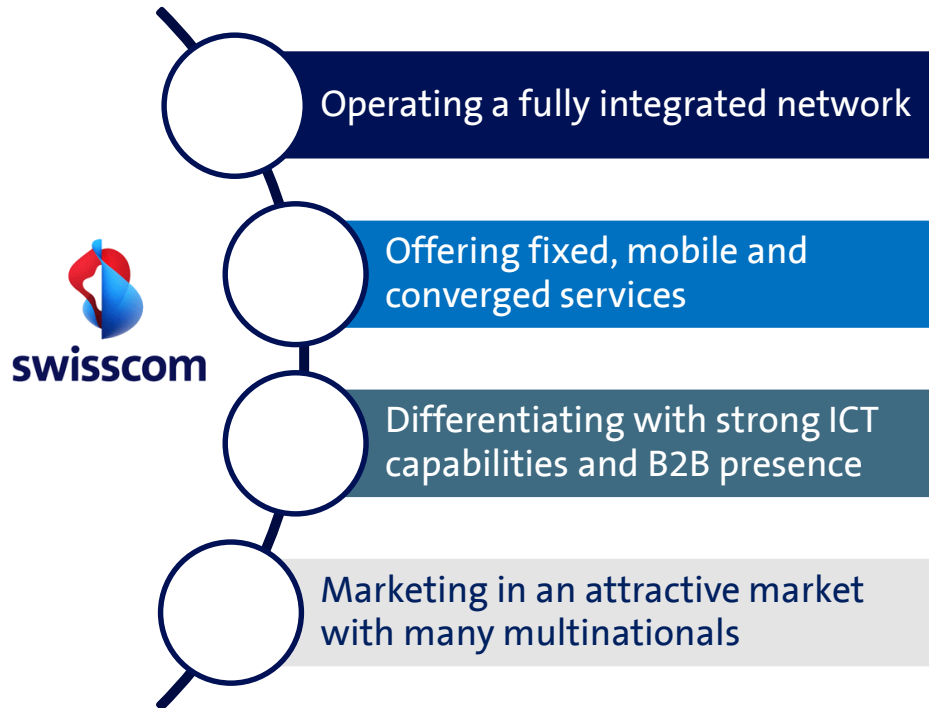 Operating a fully integrated network
Offering fixed, mobile and
converged services
swisscom
Differentiating with strong ICT
capabilities and B2B presence
Marketing in an attractive market
with many multinationals